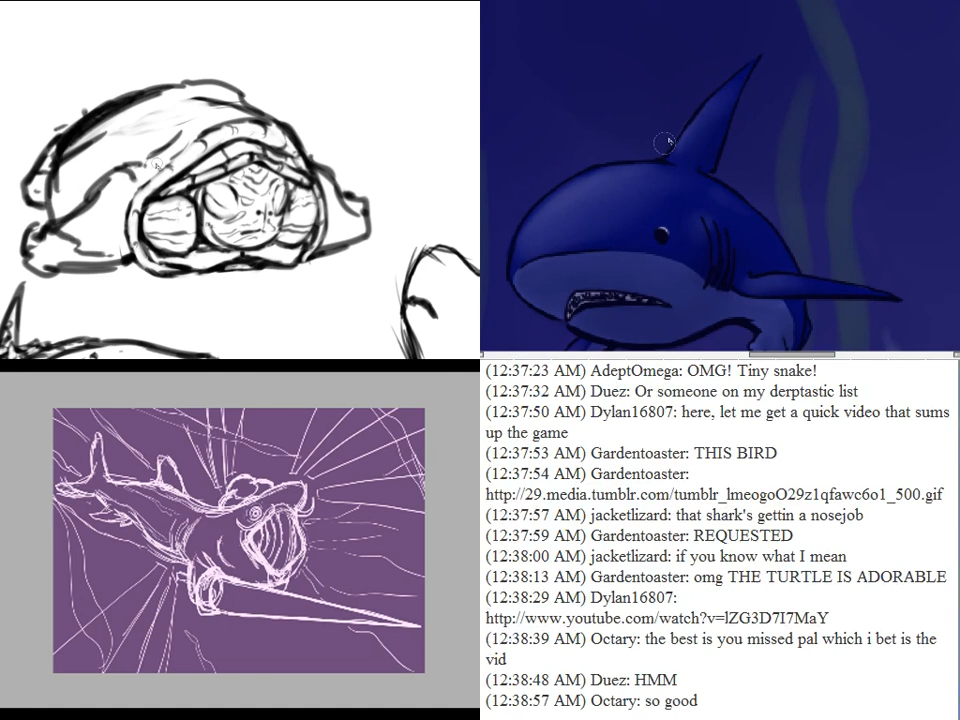 (12:37:23 AM) AdeptOmega: OMG! Tiny snake!
(12:37:32 AM) Duez: Or someone on my derptastic list
(12:37:50 AM) Dylan16807: here, let me get a quick video that sums
up the game
(12:37:53 AM) Gardentoaster: THIS BIRD
(12:37:54 AM) Gardentoaster:
http://29.media.tumblr.com/tumblr_lmeogoO29z1qfawc6o1_500.gif
(12:37:57 AM) jacketlizard: that shark's gettin a nosejob
(12:37:59 AM) Gardentoaster: REQUESTED
(12:38:00 AM) jacketlizard: if you know what I mean
(12:38:13 AM) Gardentoaster: omg THE TURTLE IS ADORABLE
(12:38:29 AM) Dylan16807:
http://www.youtube.com/watch?v=lZG3D7I7MaY
(12:38:39 AM) Octary: the best is you missed pal which i bet is the
vid
(12:38:48 AM) Duez: HMM
(12:38:57 AM) Octary: so good